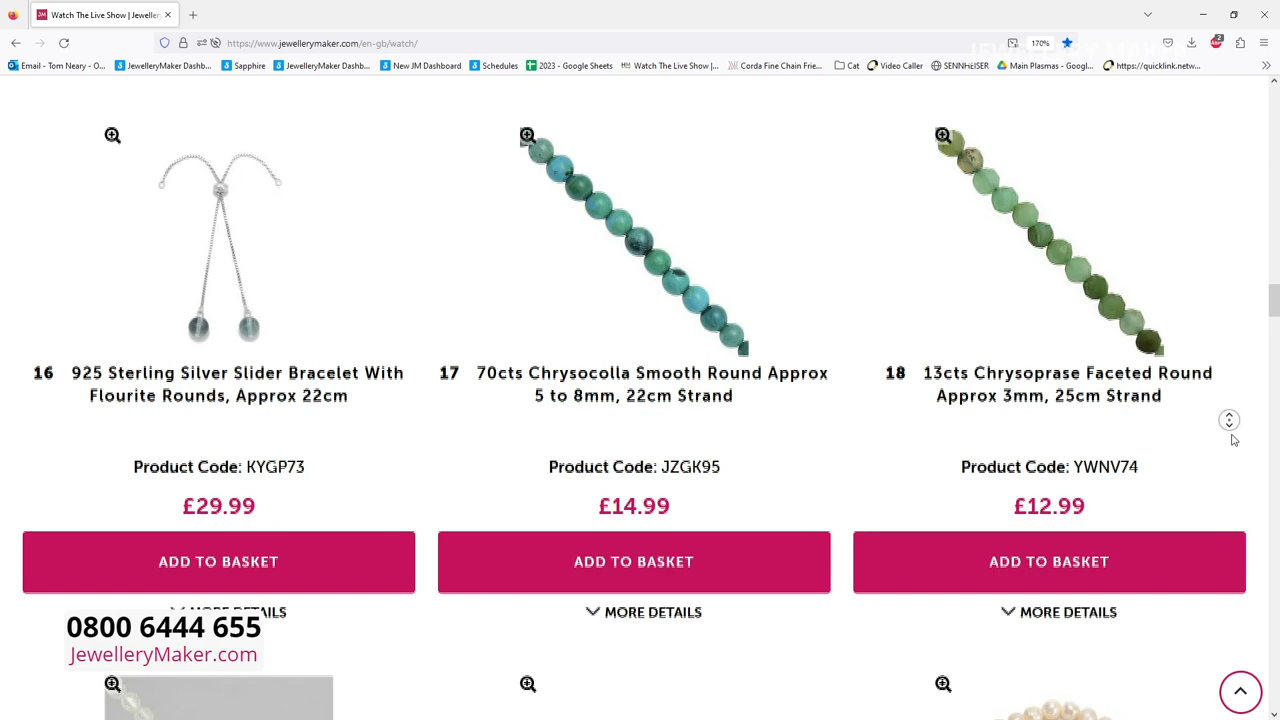 Watch The Live Show | Jeweller
https://www.jewellerymaker.com/en-gb/watch/
170%
2
Email - Tom Neary - O...
JewelleryMaker Dashb...
Sapphire
JewelleryMaker Dashb...
New JM Dashboard
Schedules
2023 - Google Sheets
Watch The Live Show |...
Corda Fine Chain Frie...
Cat
Video Caller
SENNHEISER
Main Plasmas - Googl...
https://quicklink.netw...
16 925 Sterling Silver Slider Bracelet With
Flourite Rounds, Approx 22cm
Product Code: KYGP73
£29.99
ADD TO BASKET
MORE DETAILS
17 70cts Chrysocolla Smooth Round Approx
5 to 8mm, 22cm Strand
Product Code: JZGK95
£14.99
ADD TO BASKET
MORE DETAILS
18 13cts Chrysoprase Faceted Round
Approx 3mm, 25cm Strand
Product Code: YWNV74
£12.99
ADD TO BASKET
MORE DETAILS
0800 6444 655
JewelleryMaker.com